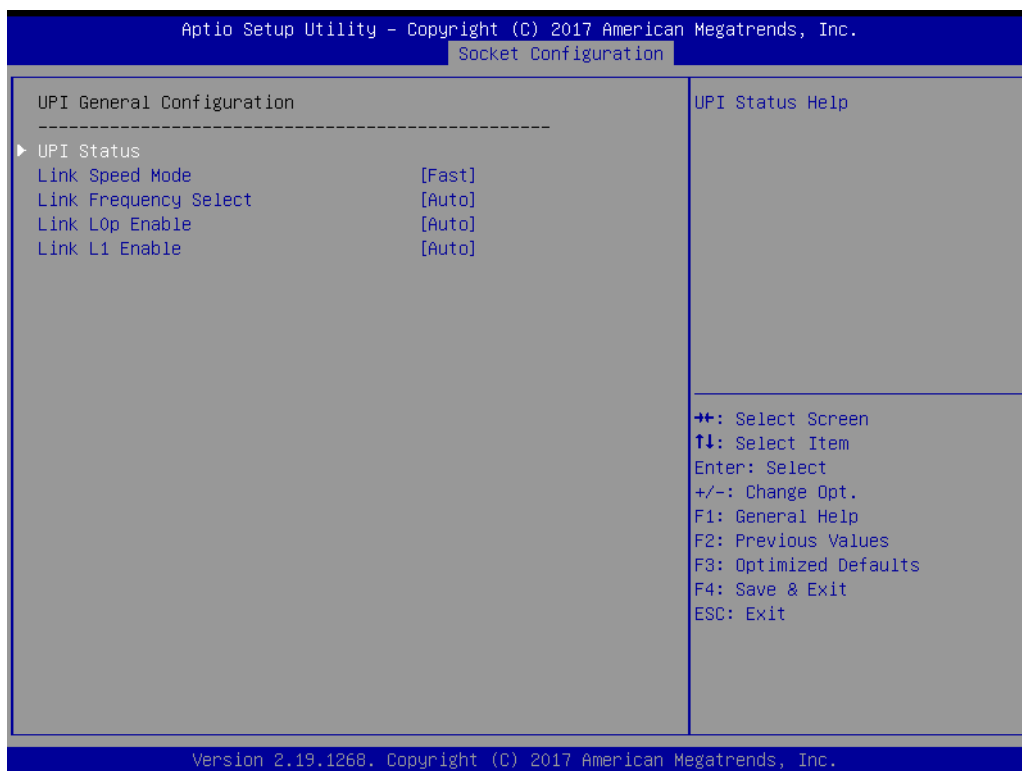 Aptio Setup Utility – Copyright (C) 2017 American Megatrends, Inc.
Socket Configuration
UPI General Configuration
--------------------------------------------------
UPI Status
Link Speed Mode [Fast]
Link Frequency Select [Auto]
Link L0p Enable [Auto]
Link L1 Enable [Auto]
UPI Status Help
→←: Select Screen
↑↓: Select Item
Enter: Select
+/-: Change Opt.
F1: General Help
F2: Previous Values
F3: Optimized Defaults
F4: Save & Exit
ESC: Exit
Version 2.19.1268. Copyright (C) 2017 American Megatrends, Inc.